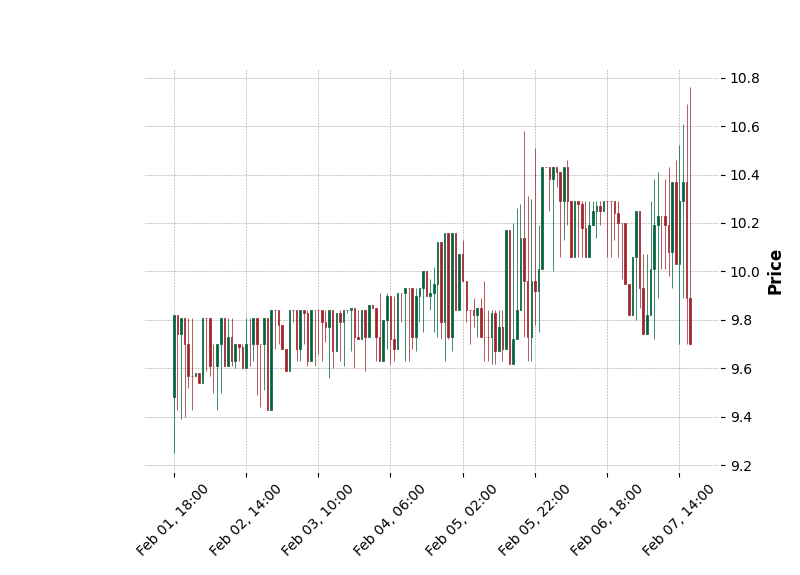 10.8
10.6
10.4
10.2
10.0
9.8
9.6
9.4
9.2
Price
Feb 01, 18:00
Feb 02, 14:00
Feb 03, 10:00
Feb 04, 06:00
Feb 05, 02:00
Feb 05, 22:00
Feb 06, 18:00
Feb 07, 14:00